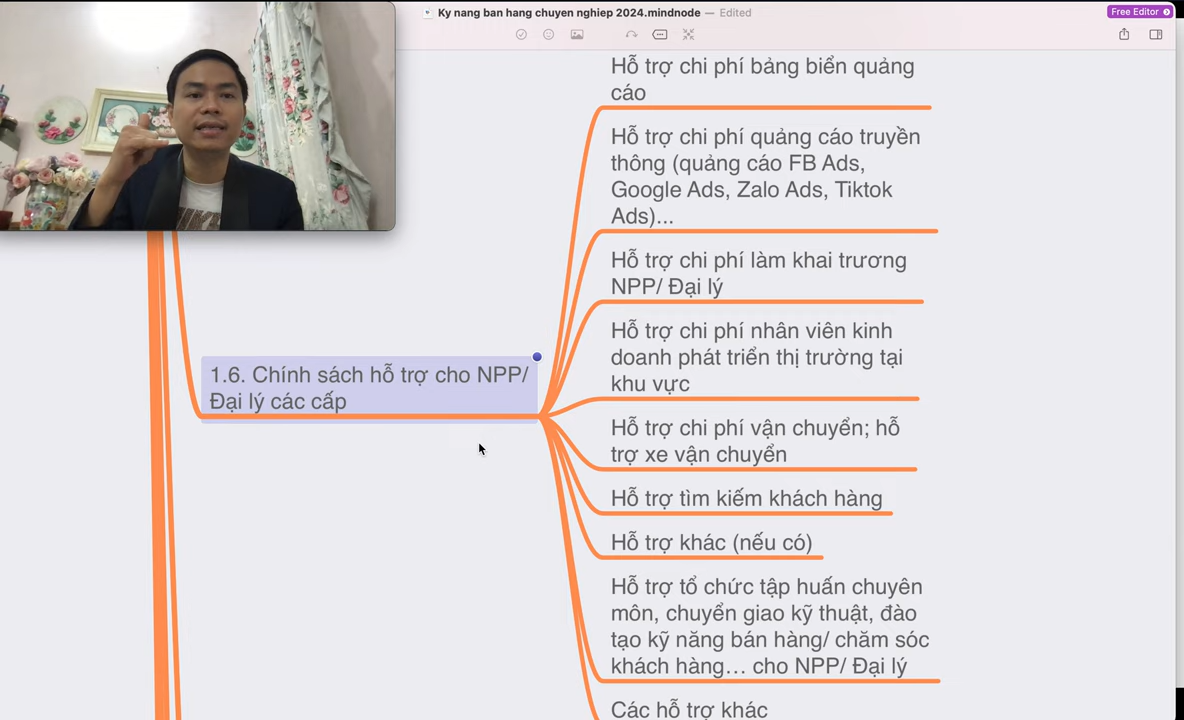 Ky nang ban hang chuyen nghiep 2024.mindnode — Edited
Free Editor
Hỗ trợ chi phí bảng biển quảng
cáo
Hỗ trợ chi phí quảng cáo truyền
thông (quảng cáo FB Ads,
Google Ads, Zalo Ads, Tiktok
Ads)...
Hỗ trợ chi phí làm khai trương
NPP/ Đại lý
Hỗ trợ chi phí nhân viên kinh
doanh phát triển thị trường tại
khu vực
1.6. Chính sách hỗ trợ cho NPP/
Đại lý các cấp
Hỗ trợ chi phí vận chuyển; hỗ
trợ xe vận chuyển
Hỗ trợ tìm kiếm khách hàng
Hỗ trợ khác (nếu có)
Hỗ trợ tổ chức tập huấn chuyên
môn, chuyển giao kỹ thuật, đào
tạo kỹ năng bán hàng/ chăm sóc
khách hàng... cho NPP/ Đại lý
Các hỗ trợ khác